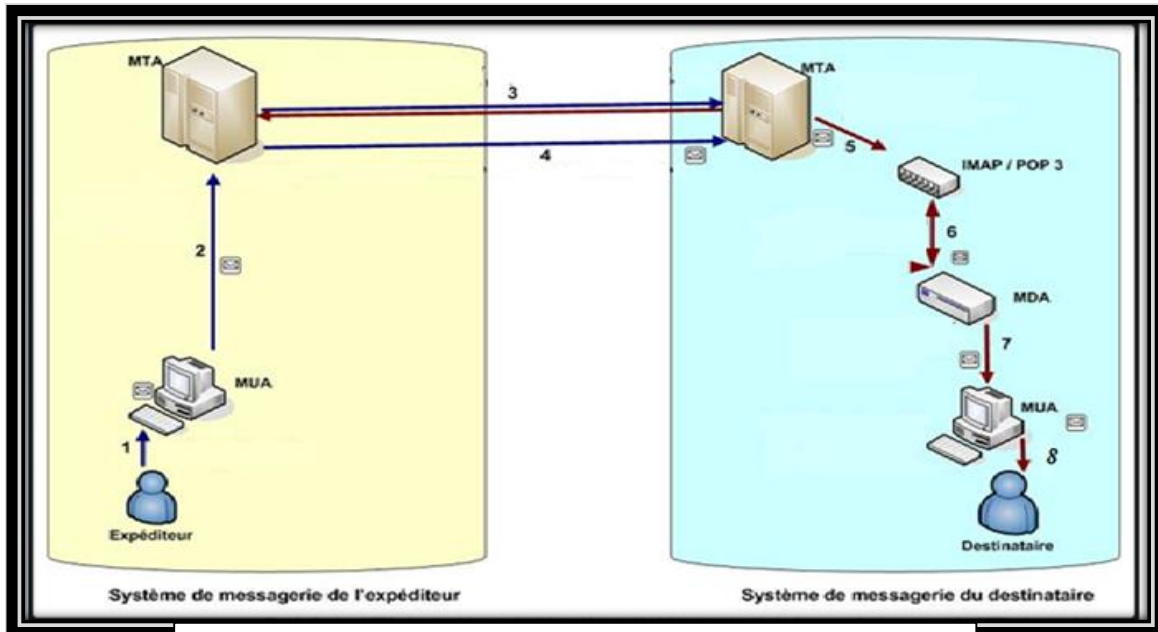 MTA
MTA
3
4
5
IMAP / POP 3
2
6
MDA
7
MUA
MUA
1
8
Expéditeur
Destinataire
Système de messagerie de l'expéditeur
Système de messagerie du destinataire